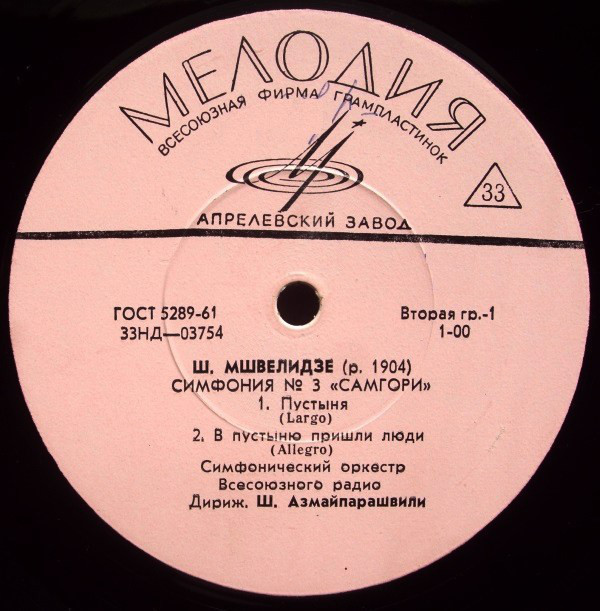 МЕЛОДИЯ
ВСЕСОЮЗНАЯ ФИРМА ГРАМПЛАСТИНОК
33
АПРЕЛЕВСКИЙ ЗАВОД
ГОСТ 5289-61
33НД—03754
Вторая гр.-1
1-00
Ш. МШВЕЛИДЗЕ (р. 1904)
СИМФОНИЯ № 3 «САМГОРИ»
1. Пустыня
(Largo)
2. В пустыню пришли люди
(Allegro)
Симфонический оркестр
Всесоюзного радио
Дириж. Ш. Азмайпарашвили